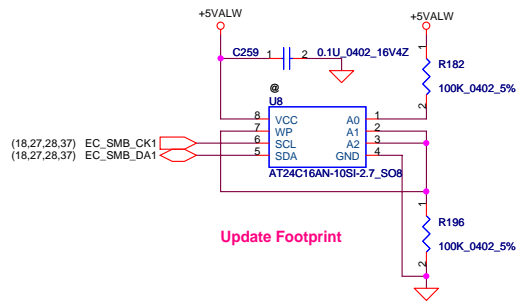 +5VALW
+5VALW
C259 1 2 0.1U_0402_16V4Z
1
R182
100K_0402_5%
2
@
U8
8 VCC A0 1
7 WP A1 2
6 SCL A2 3
5 SDA GND 4
(18,27,28,37) EC_SMB_CK1
(18,27,28,37) EC_SMB_DA1
AT24C16AN-10SI-2.7_SO8
1
R196
100K_0402_5%
2
Update Footprint